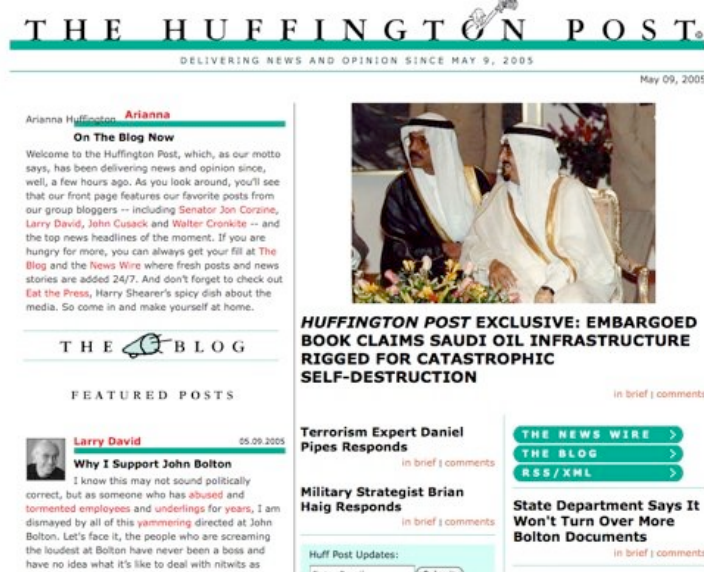 THE HUFFINGTON POST®
DELIVERING NEWS AND OPINION SINCE MAY 9, 2005
May 09, 2005
Arianna Huffington Arianna
On The Blog Now
Welcome to the Huffington Post, which, as our motto
says, has been delivering news and opinion since,
well, a few hours ago. As you look around, you'll see
that our front page features our favorite posts from
our group bloggers -- including Senator Jon Corzine,
Larry David, John Cusack and Walter Cronkite -- and
the top news headlines of the moment. If you are
hungry for more, you can always get your fill at The
Blog and the News Wire where fresh posts and news
stories are added 24/7. And don't forget to check out
Eat the Press, Harry Shearer's spicy dish about the
media. So come in and make yourself at home.
THE BLOG
FEATURED POSTS
Larry David 05.09.2005
Why I Support John Bolton
I know this may not sound politically
correct, but as someone who has abused and
tormented employees and underlings for years, I am
dismayed by all of this yammering directed at John
Bolton. Let's face it, the people who are screaming
the loudest at Bolton have never been a boss and
have no idea what it's like to deal with nitwits as
HUFFINGTON POST EXCLUSIVE: EMBARGOED
BOOK CLAIMS SAUDI OIL INFRASTRUCTURE
RIGGED FOR CATASTROPHIC
SELF-DESTRUCTION
in brief | comments
Terrorism Expert Daniel
Pipes Responds
in brief | comments
Military Strategist Brian
Haig Responds
in brief | comments
Huff Post Updates:
THE NEWS WIRE >
THE BLOG >
RSS/XML >
State Department Says It
Won't Turn Over More
Bolton Documents
in brief | comments